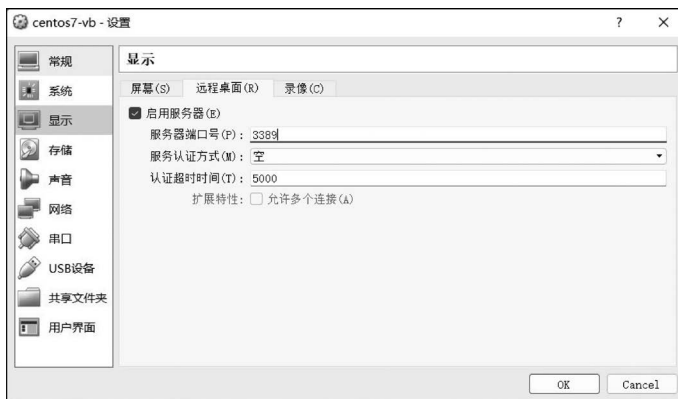 centos7-vb - 设置
? ×
常规
系统
显示
存储
声音
网络
串口
USB设备
共享文件夹
用户界面
显示
屏幕(S) 远程桌面(R) 录像(C)
启用服务器(E)
服务器端口号(P): 3389
服务认证方式(M): 空
认证超时时间(T): 5000
扩展特性: 允许多个连接(A)
OK Cancel